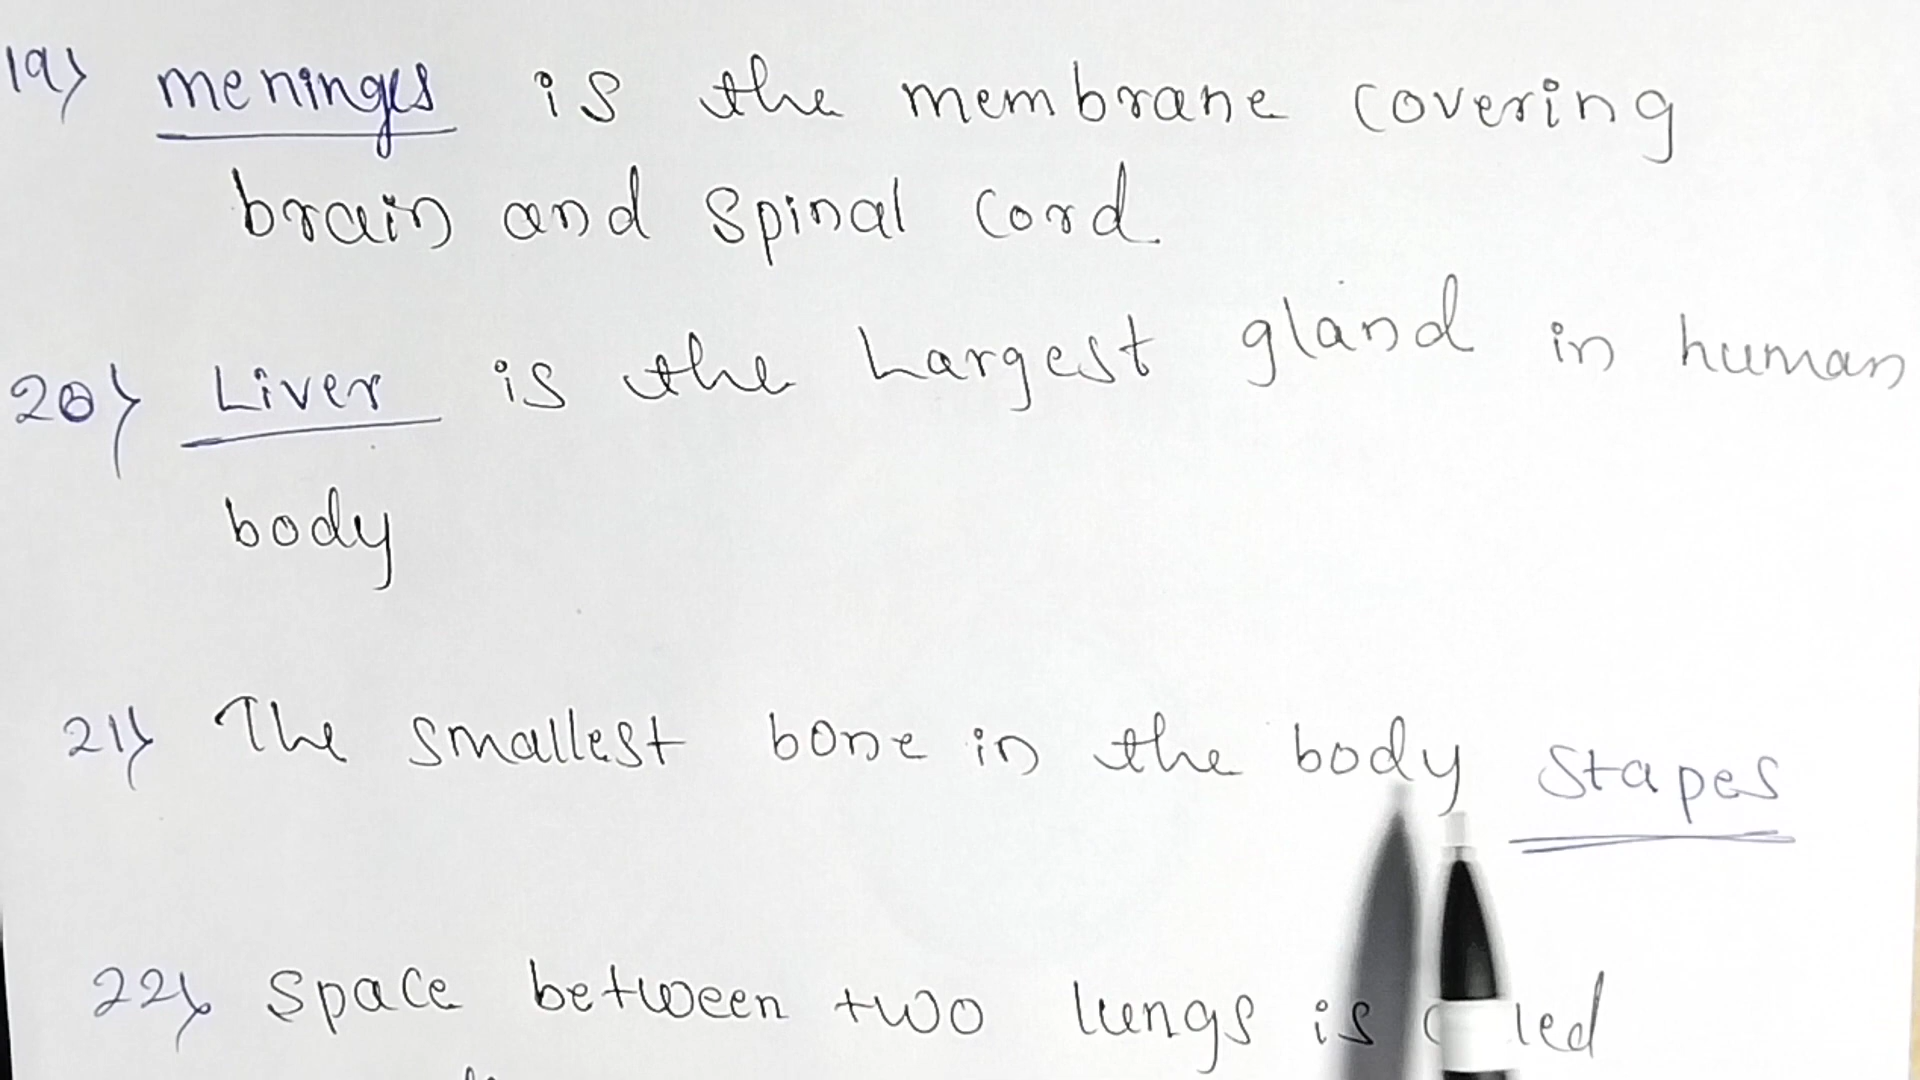 19) meninges is the membrane covering
brain and spinal cord
20) Liver is the Largest gland in human
body
21) The smallest bone in the body stapes
22) space between two lungs is